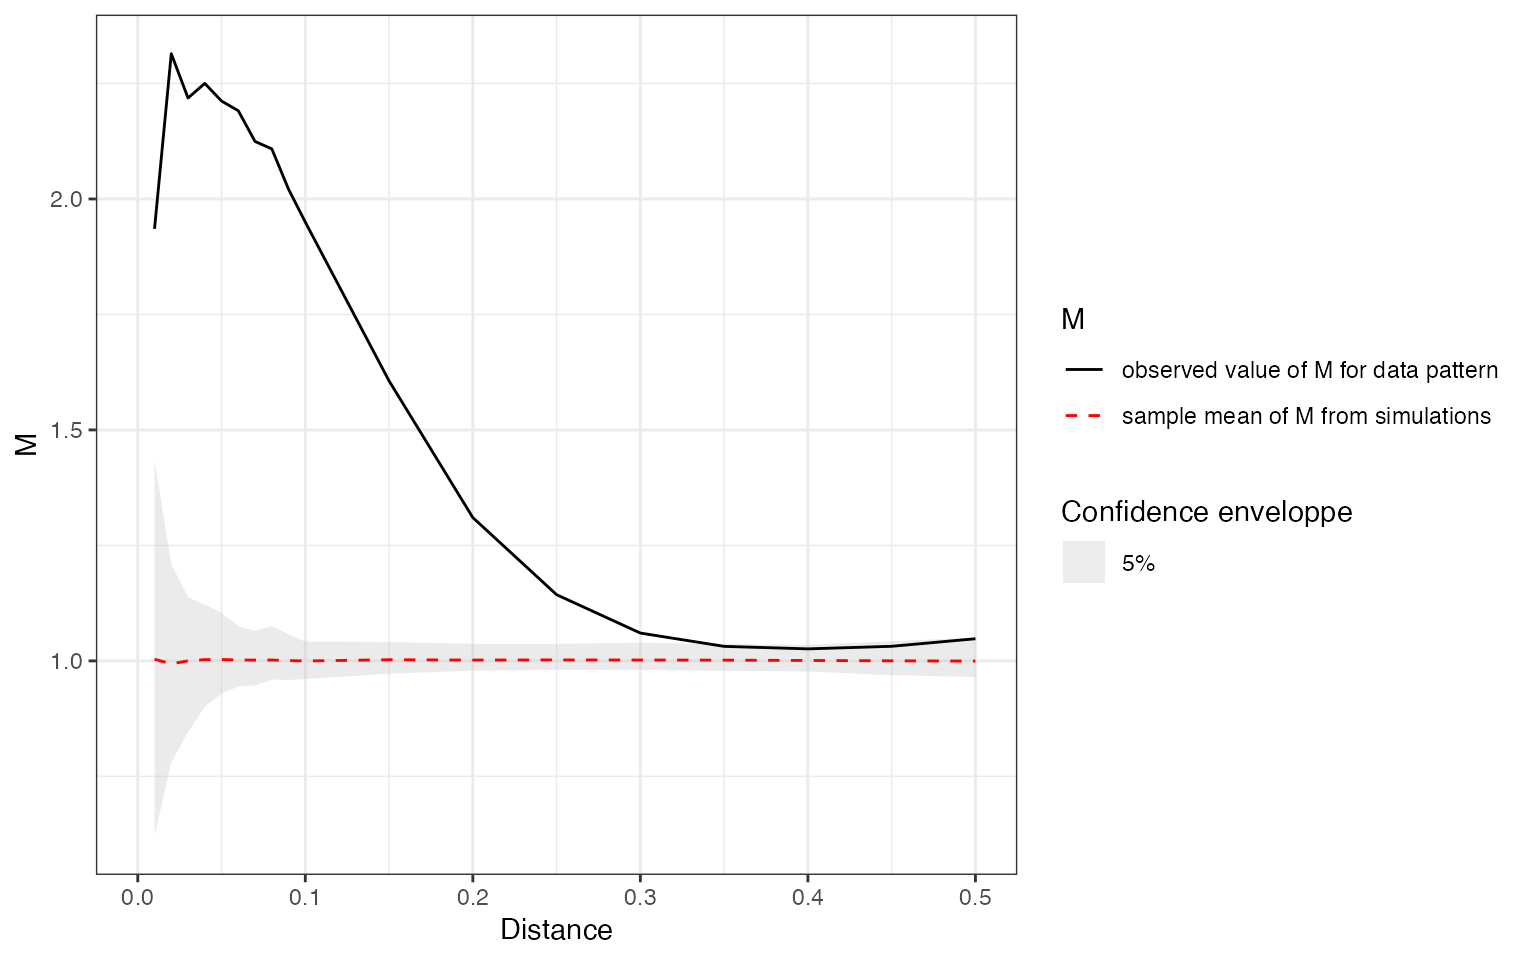 2.0
1.5
1.0
M
0.0
0.1
0.2
0.3
0.4
0.5
Distance
M
observed value of M for data pattern
sample mean of M from simulations
Confidence enveloppe
5%